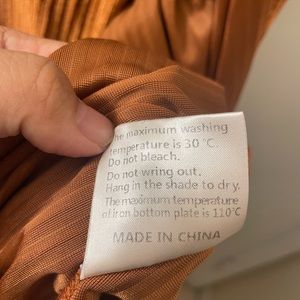 The maximum washing
temperature is 30 °C.
Do not bleach.
Do not wring out.
Hang in the shade to dry.
The maximum temperature
of iron bottom plate is 110°C
MADE IN CHINA